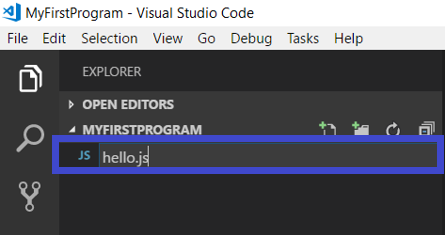 MyFirstProgram - Visual Studio Code
File Edit Selection View Go Debug Tasks Help
EXPLORER
OPEN EDITORS
MYFIRSTPROGRAM
JS hello.js